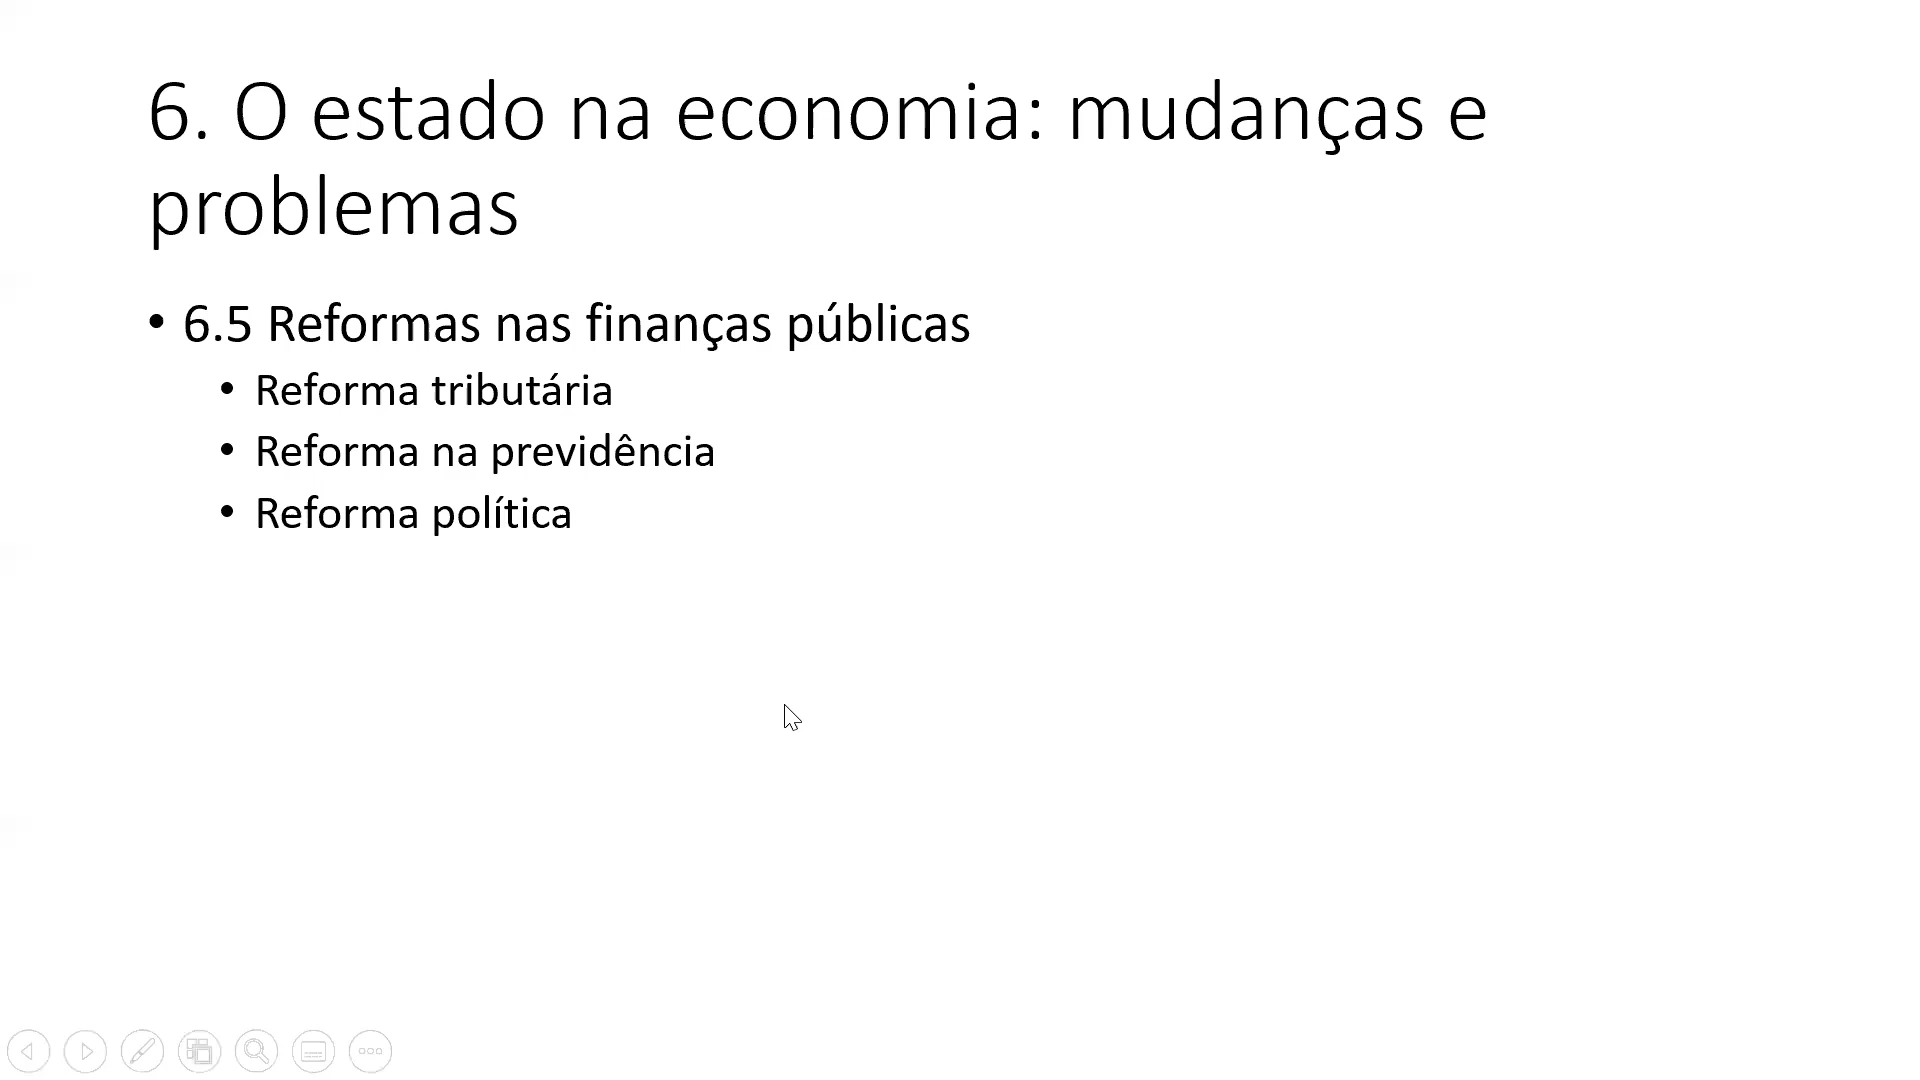 6. O estado na economia: mudanças e
problemas
• 6.5 Reformas nas finanças públicas
• Reforma tributária
• Reforma na previdência
• Reforma política